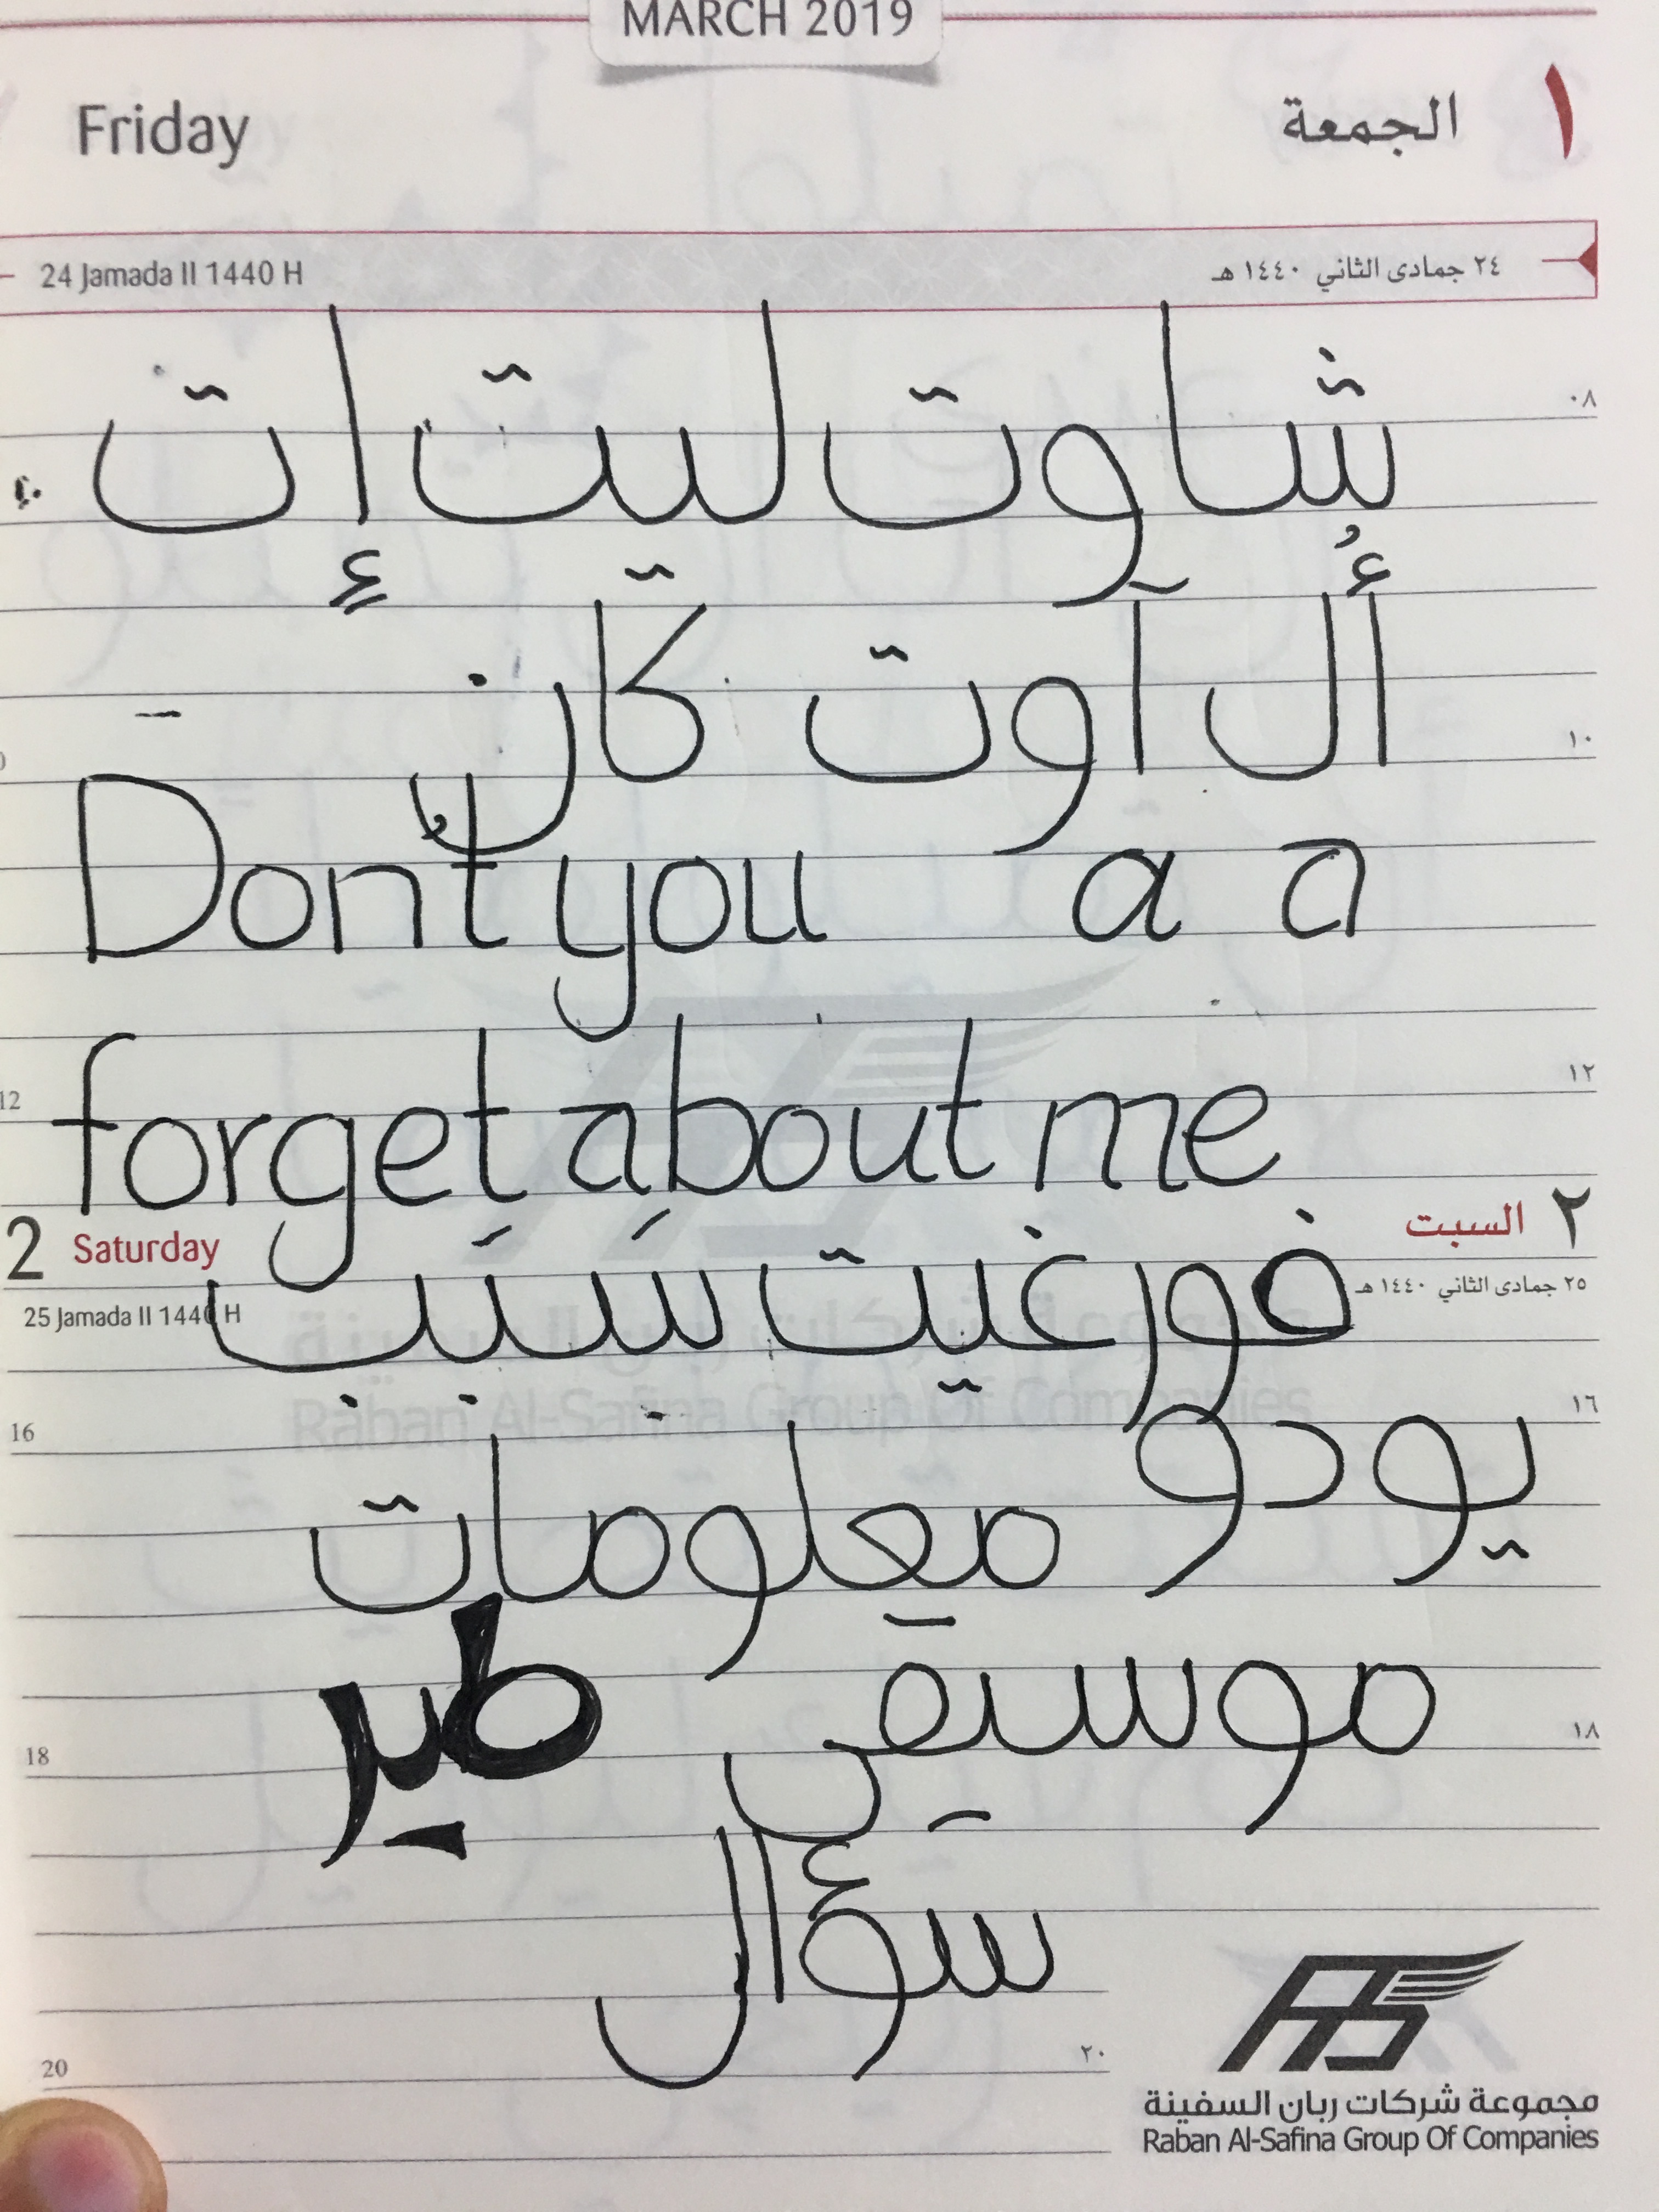 MARCH 2019
Friday الجمعة ١
24 Jamada II 1440 H ٢٤ جمادى الثاني ١٤٤٠ هـ
٠٨
شاوت ليت إت
أُل آوت كان
١٠
Don't you a a
forget about me
12 ١٢
2 Saturday السبت ٢
25 Jamada II 1440 H ٢٥ جمادى الثاني ١٤٤٠ هـ
فورغيت سَبَب
16 ١٦
يودو معلومات
موسيقى طير
18 ١٨
سؤال
20 ٢٠
مجموعة شركات ربان السفينة
Raban Al-Safina Group Of Companies